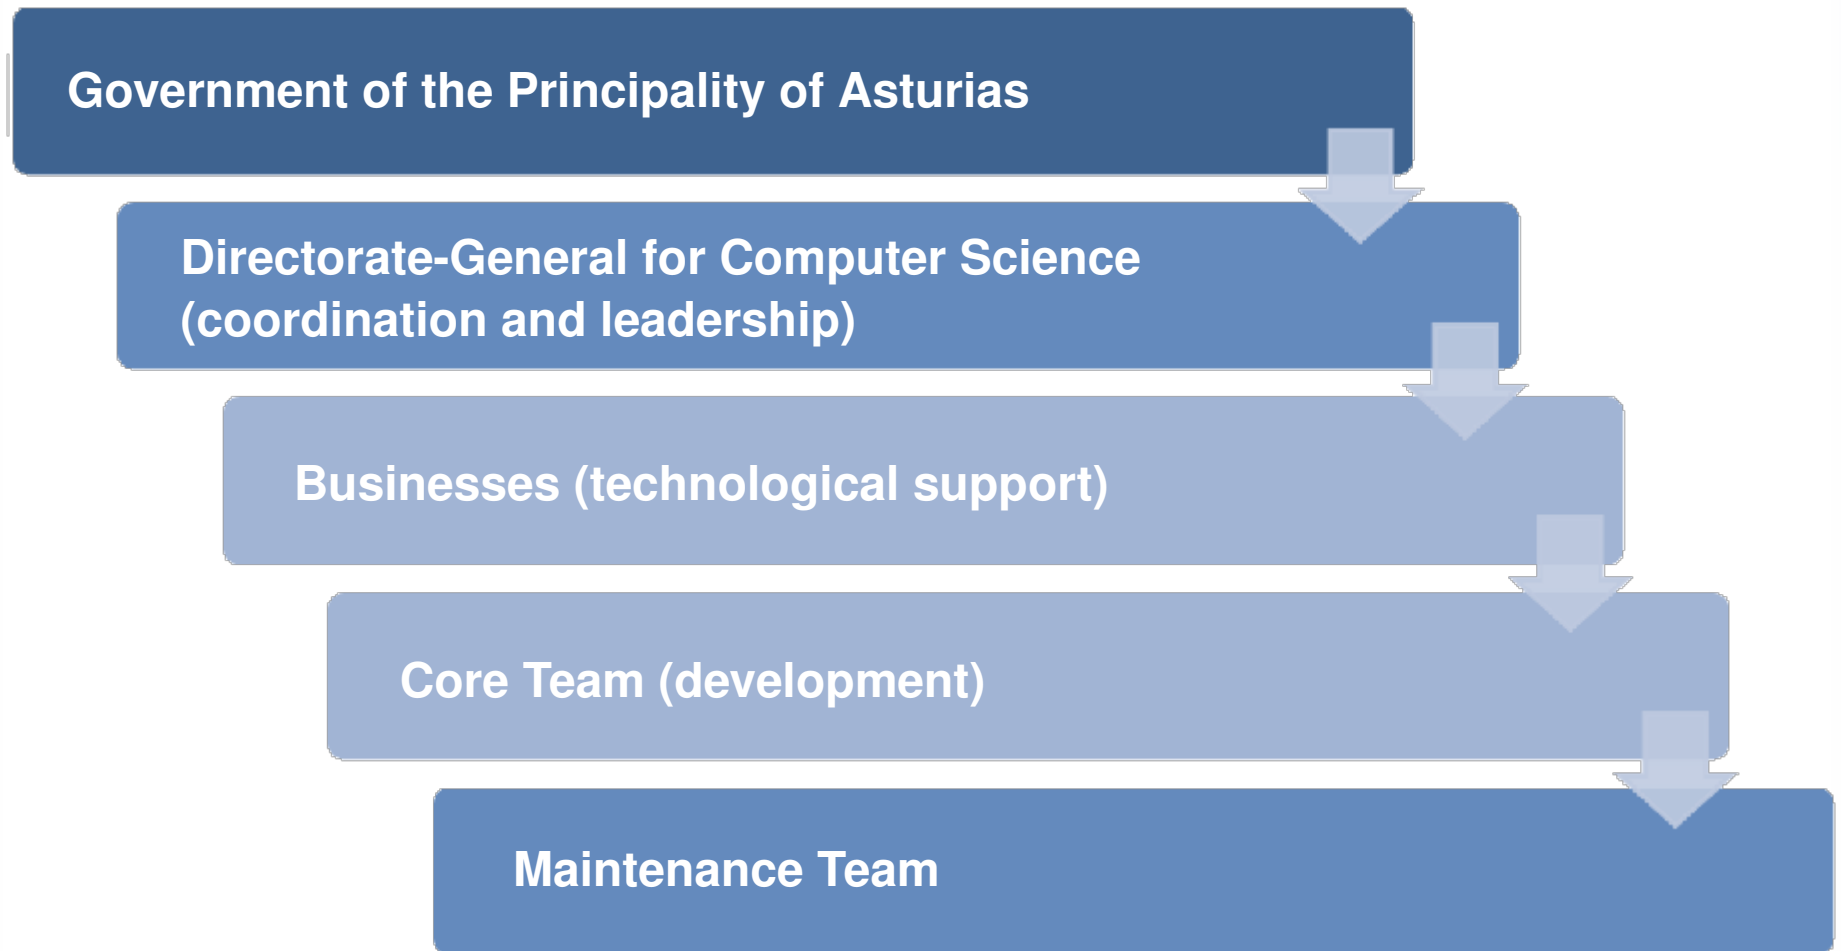 Government of the Principality of Asturias
Directorate-General for Computer Science
(coordination and leadership)
Businesses (technological support)
Core Team (development)
Maintenance Team